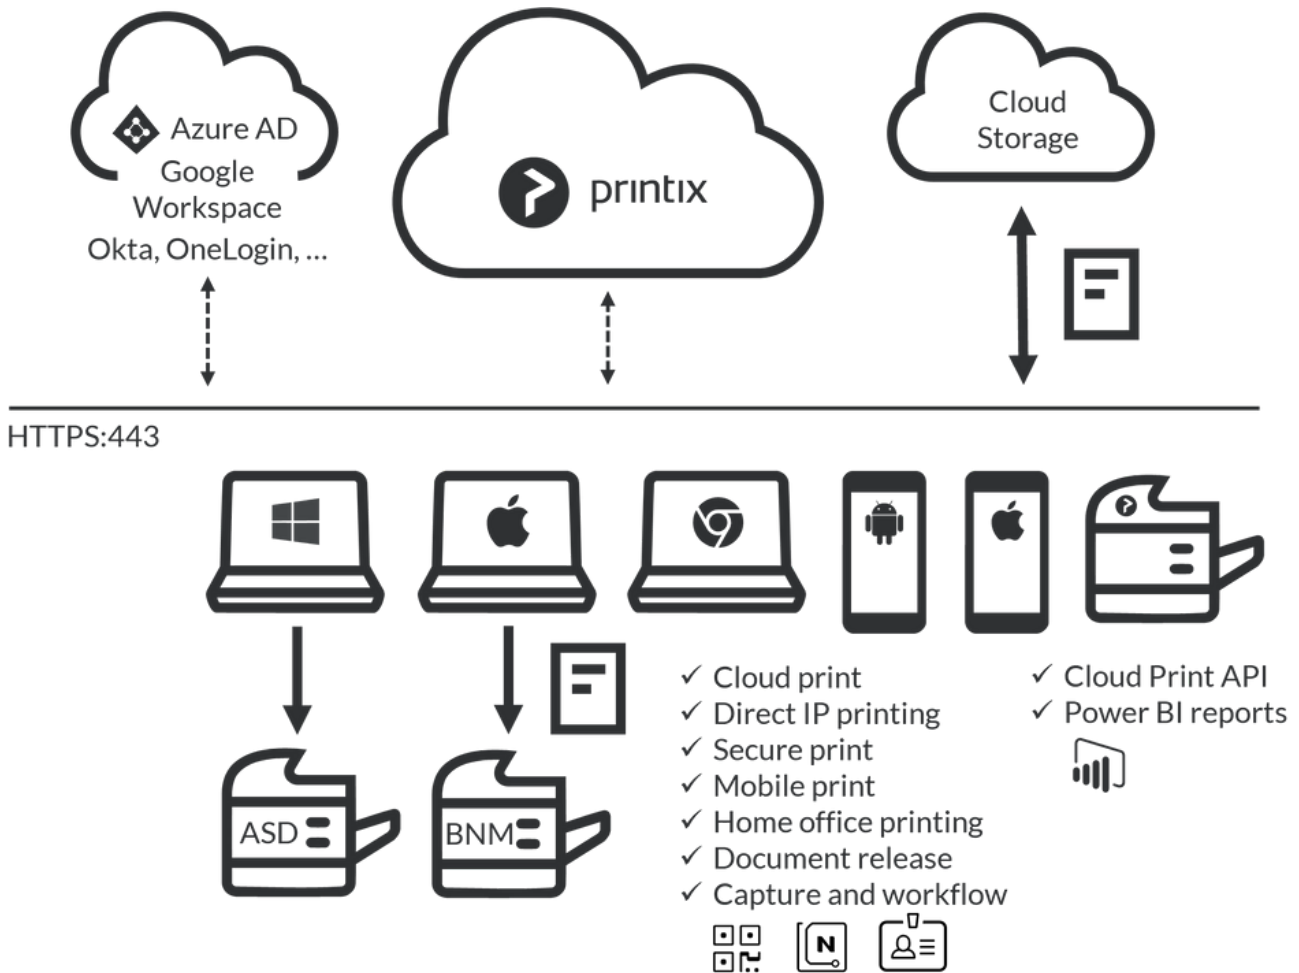 Azure AD
Google
Workspace
Okta, OneLogin, ...
printix
Cloud
Storage
HTTPS:443
ASD
BNM
✓ Cloud print
✓ Direct IP printing
✓ Secure print
✓ Mobile print
✓ Home office printing
✓ Document release
✓ Capture and workflow
N
✓ Cloud Print API
✓ Power BI reports